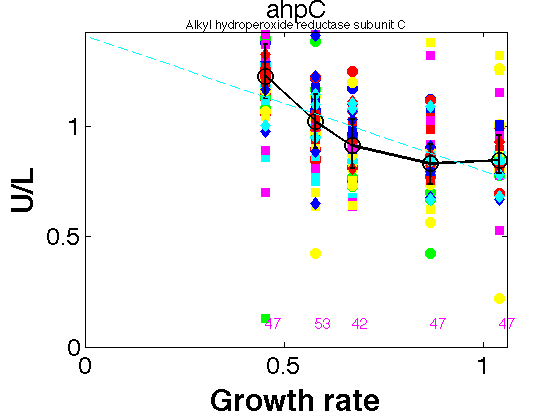 ahpC
Alkyl hydroperoxide reductase subunit C
U/L
1
0.5
0
47 53 42 47 47
0 0.5 1
Growth rate